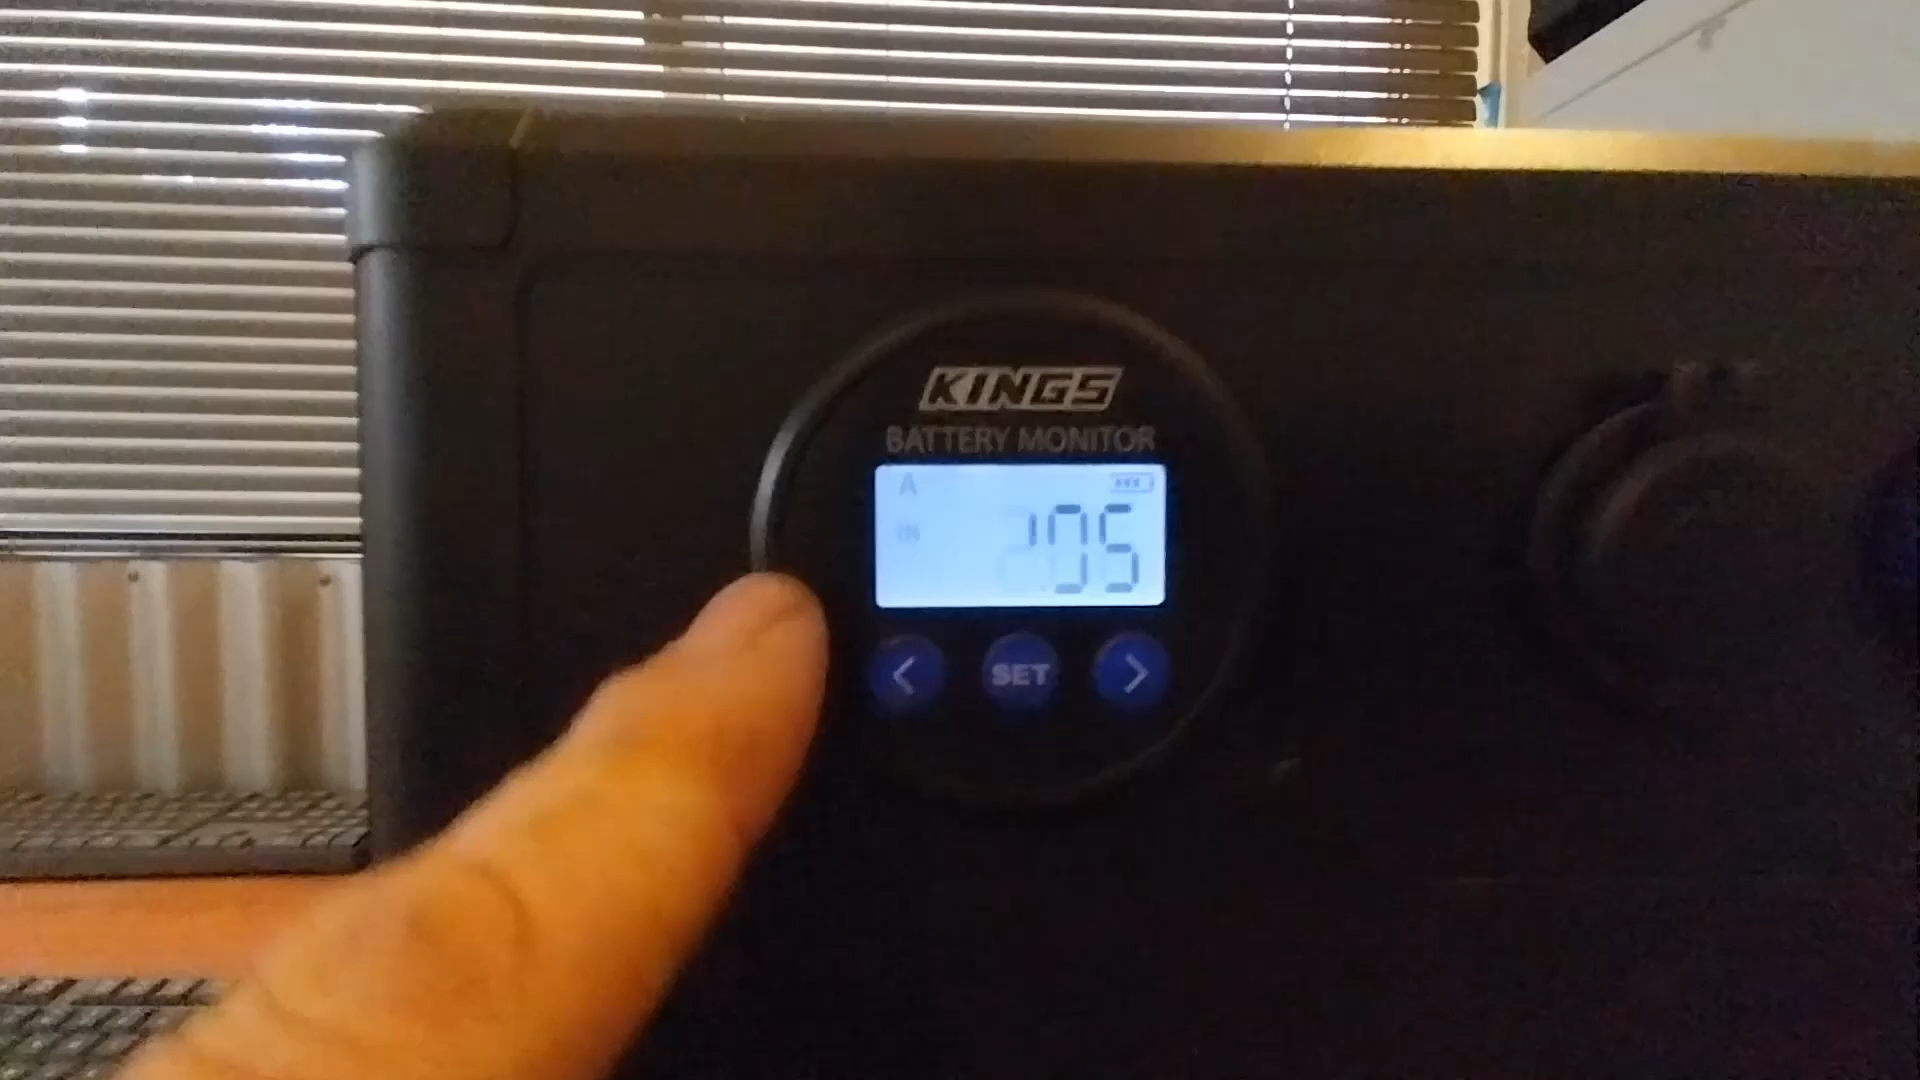 KINGS
BATTERY MONITOR
A
IN
< SET >